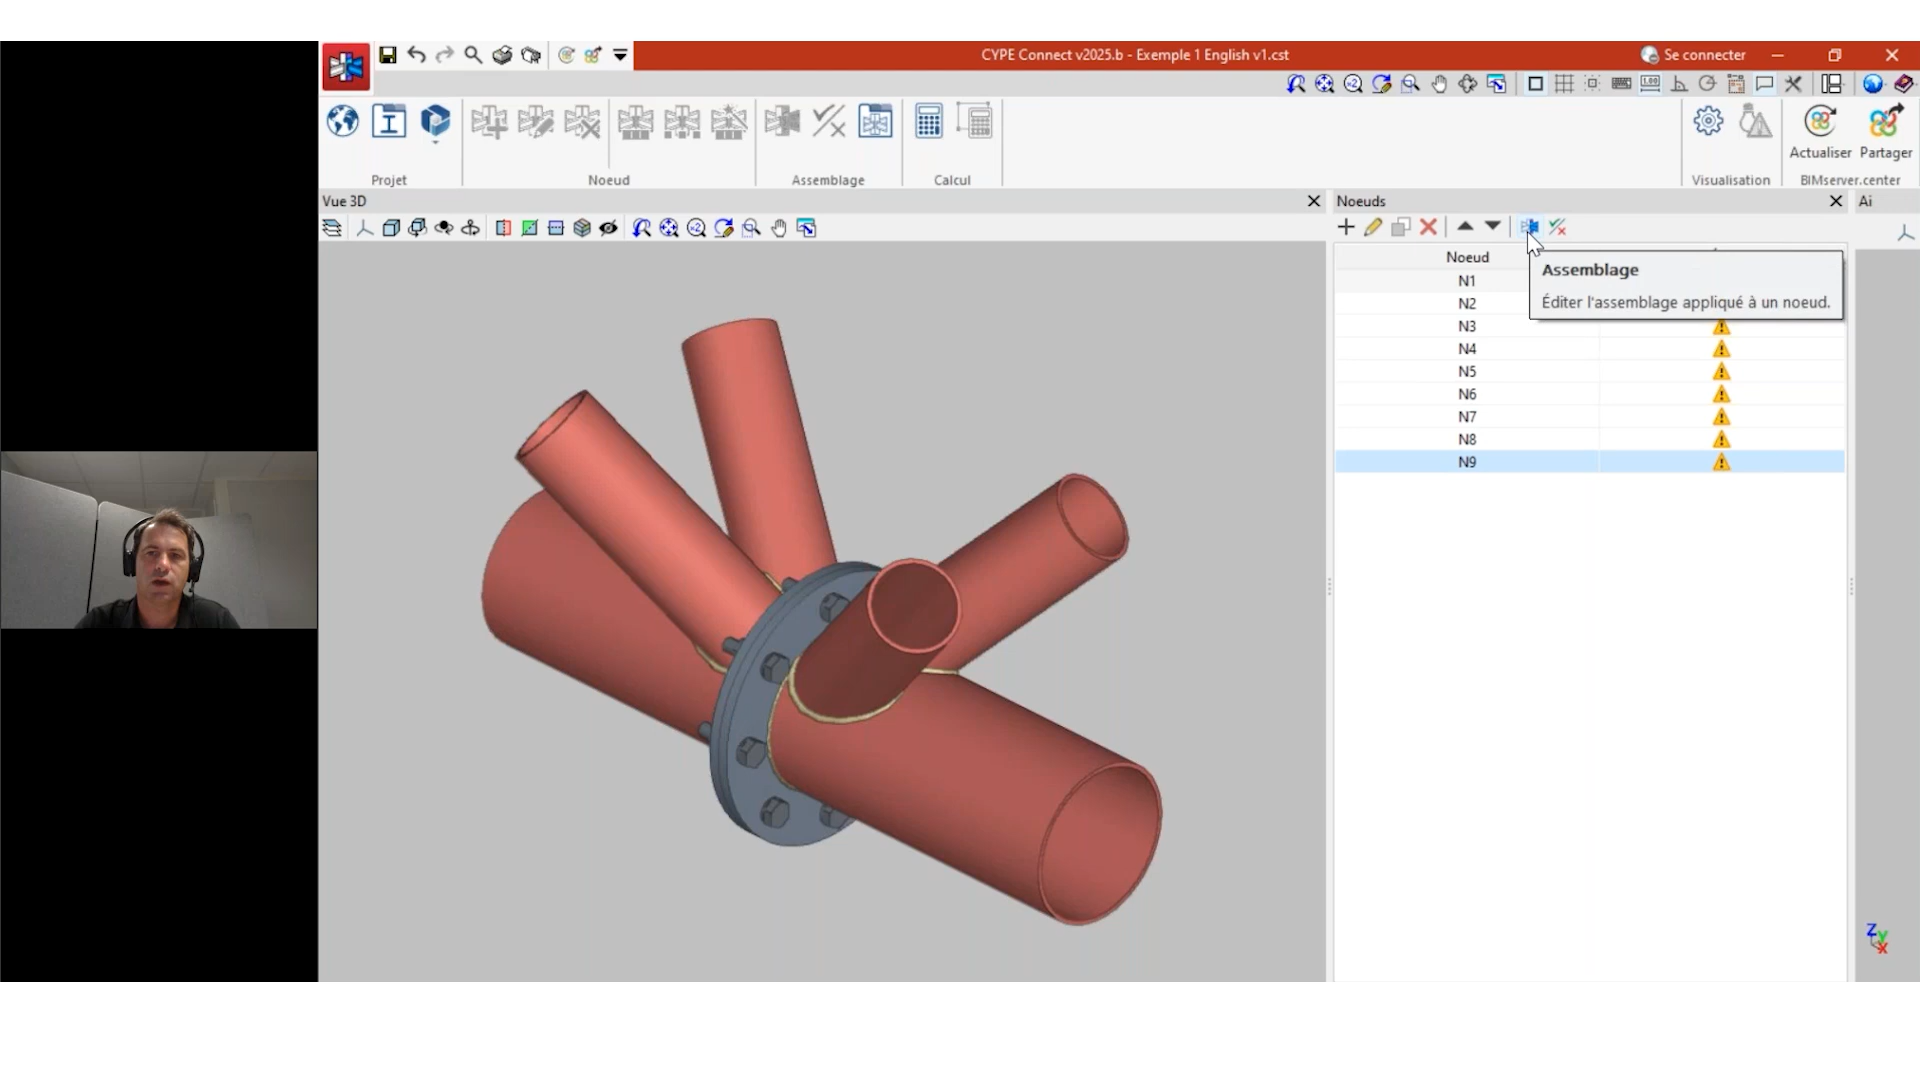 CYPE Connect v2025.b - Exemple 1 English v1.cst
Se connecter
Actualiser
Partager
Projet
Noeud
Assemblage
Calcul
Visualisation
BIMserver.center
Vue 3D
Noeuds
Ai
Noeud
Assemblage
Éditer l'assemblage appliqué à un noeud.
N1
N2
N3
N4
N5
N6
N7
N8
N9
Z
Y
X